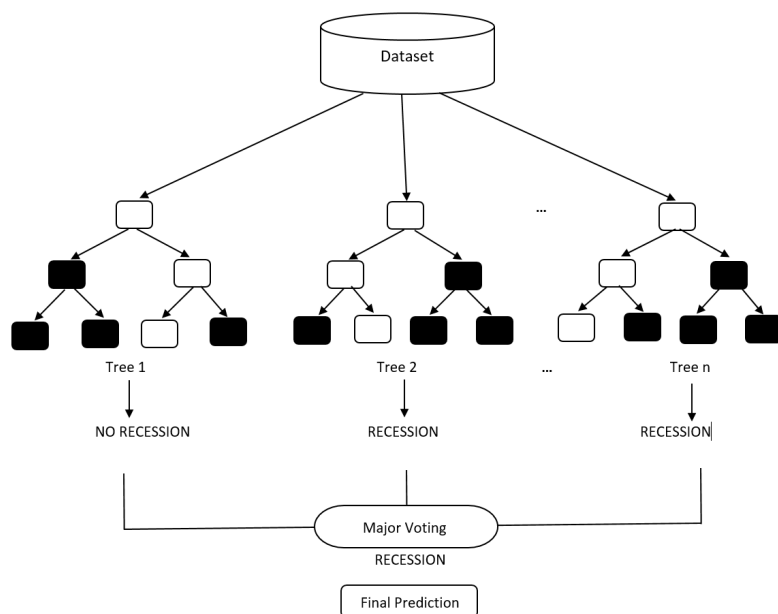 Dataset
...
Tree 1
Tree 2
...
Tree n
NO RECESSION
RECESSION
RECESSION
Major Voting
RECESSION
Final Prediction